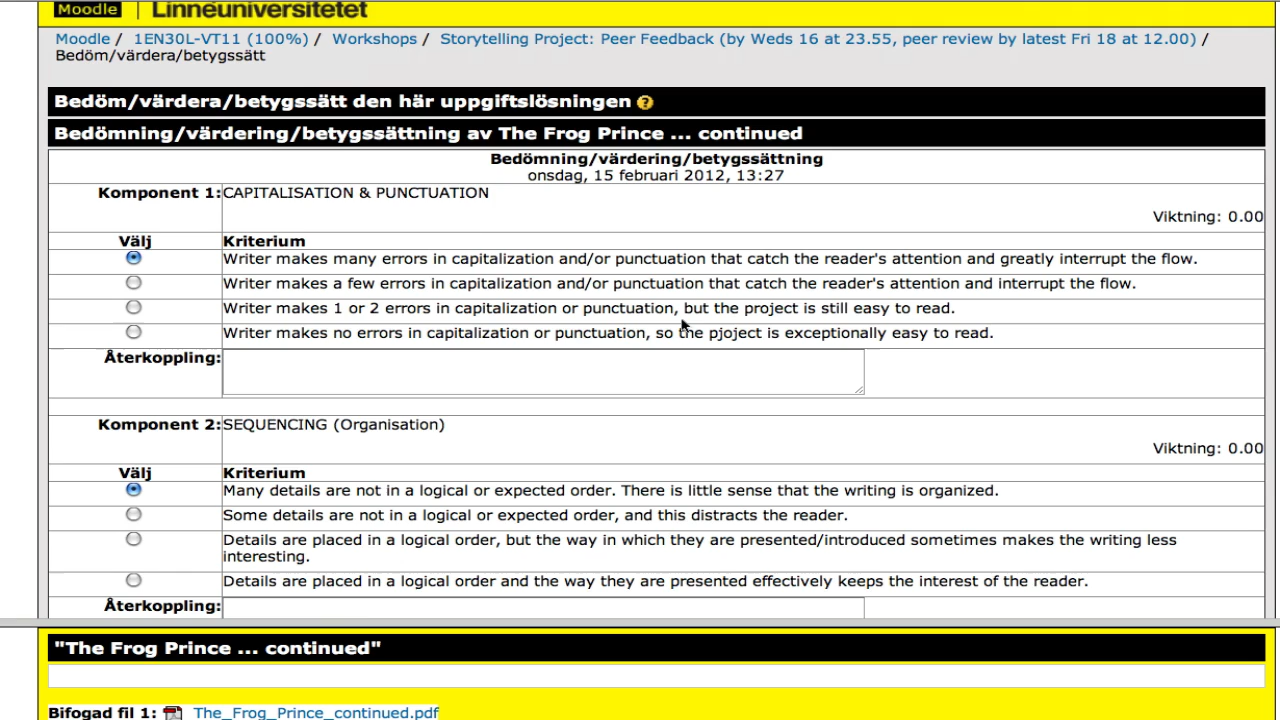 Moodle Linnéuniversitetet
Moodle / 1EN30L-VT11 (100%) / Workshops / Storytelling Project: Peer Feedback (by Weds 16 at 23.55, peer review by latest Fri 18 at 12.00) /
Bedöm/värdera/betygssätt
Bedöm/värdera/betygssätt den här uppgiftslösningen ?
Bedömning/värdering/betygssättning av The Frog Prince ... continued
Bedömning/värdering/betygssättning
onsdag, 15 februari 2012, 13:27
Komponent 1: CAPITALISATION & PUNCTUATION
Viktning: 0.00
Välj Kriterium
Writer makes many errors in capitalization and/or punctuation that catch the reader's attention and greatly interrupt the flow.
Writer makes a few errors in capitalization and/or punctuation that catch the reader's attention and interrupt the flow.
Writer makes 1 or 2 errors in capitalization or punctuation, but the project is still easy to read.
Writer makes no errors in capitalization or punctuation, so the pjoject is exceptionally easy to read.
Återkoppling:
Komponent 2: SEQUENCING (Organisation)
Viktning: 0.00
Välj Kriterium
Many details are not in a logical or expected order. There is little sense that the writing is organized.
Some details are not in a logical or expected order, and this distracts the reader.
Details are placed in a logical order, but the way in which they are presented/introduced sometimes makes the writing less
interesting.
Details are placed in a logical order and the way they are presented effectively keeps the interest of the reader.
Återkoppling:
"The Frog Prince ... continued"
Bifogad fil 1: The_Frog_Prince_continued.pdf